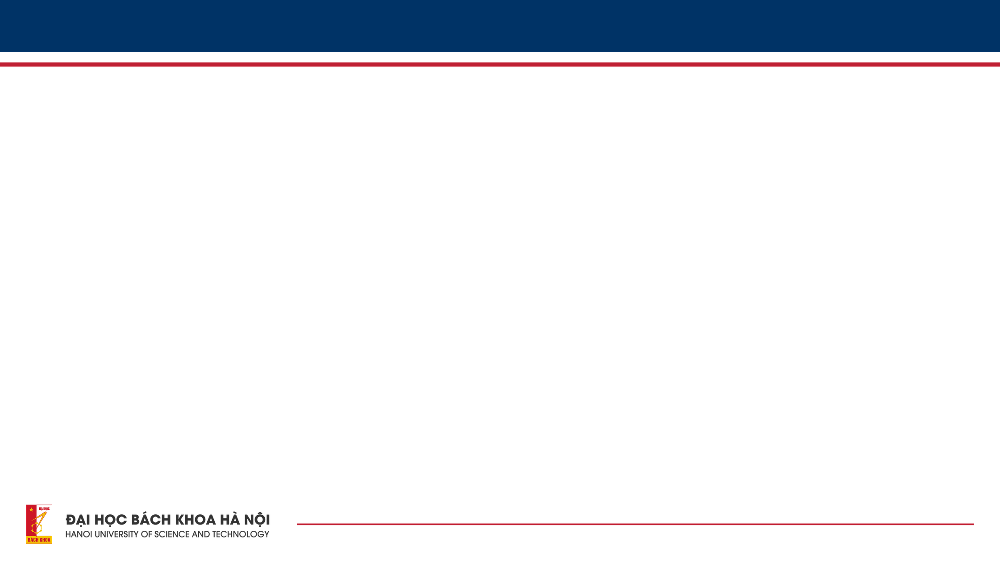 ĐẠI HỌC
BÁCH KHOA
ĐẠI HỌC BÁCH KHOA HÀ NỘI
HANOI UNIVERSITY OF SCIENCE AND TECHNOLOGY